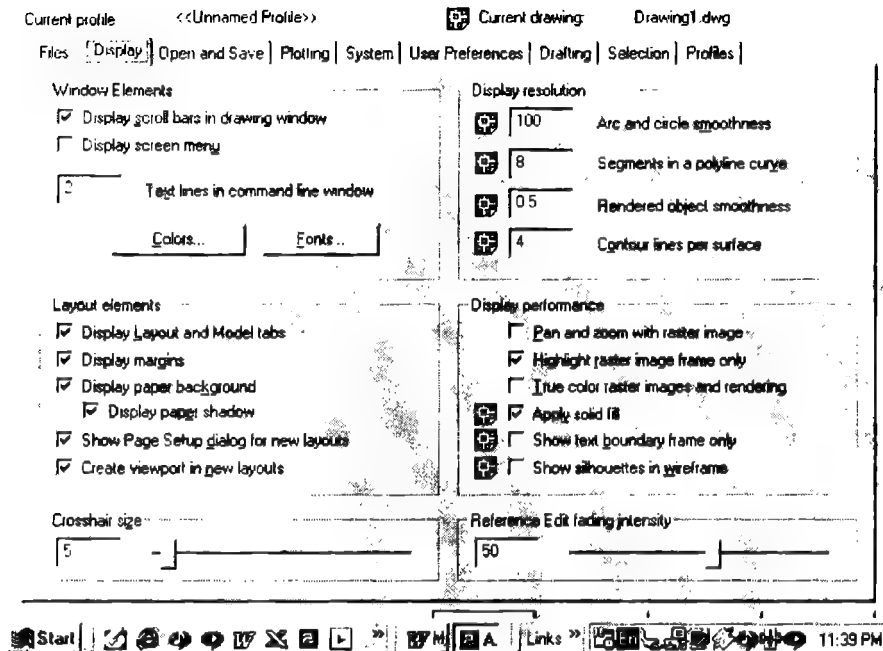 Current profile <<Unnamed Profile>> Current drawing: Drawing1.dwg
Files Display Open and Save Plotting System User Preferences Drafting Selection Profiles
Window Elements
Display scroll bars in drawing window
Display screen menu
Text lines in command line window
Colors... Fonts...
Display resolution
100 Arc and circle smoothness
8 Segments in a polyline curve
0.5 Rendered object smoothness
4 Contour lines per surface
Layout elements
Display Layout and Model tabs
Display margins
Display paper background
Display paper shadow
Show Page Setup dialog for new layouts
Create viewport in new layouts
Display performance
Pan and zoom with raster image
Highlight raster image frame only
True color raster images and rendering
Apply solid fill
Show text boundary frame only
Show silhouettes in wireframe
Crosshair size
5
Reference Edit fading intensity
50
Start M A. Links » En 11:39 PM